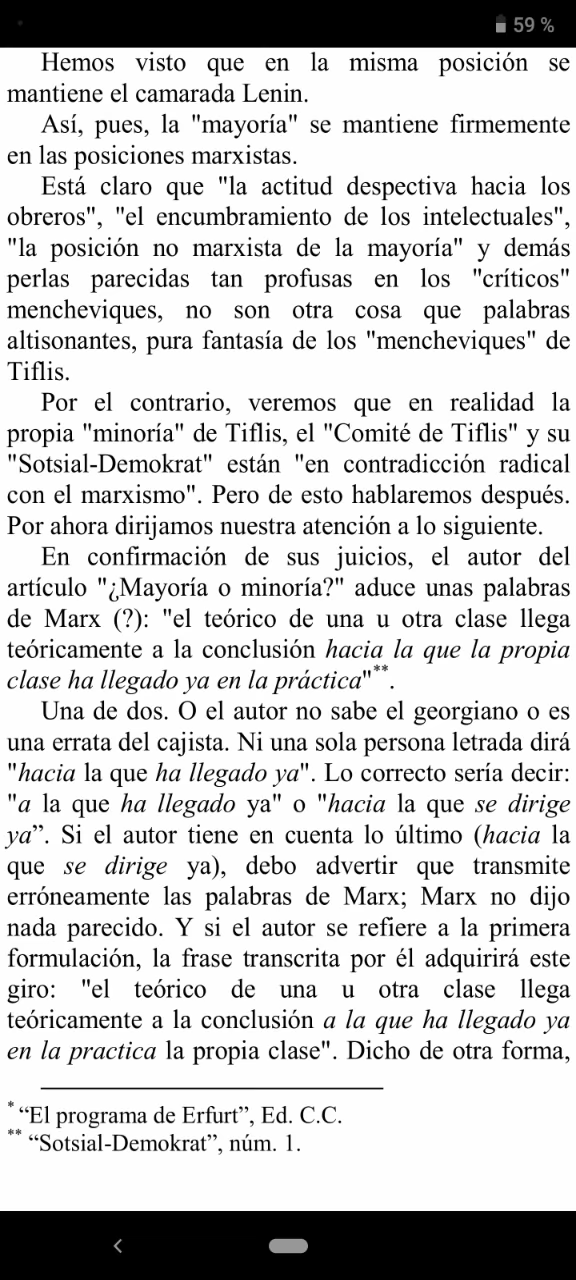 59 %
Hemos visto que en la misma posición se
mantiene el camarada Lenin.
Así, pues, la "mayoría" se mantiene firmemente
en las posiciones marxistas.
Está claro que "la actitud despectiva hacia los
obreros", "el encumbramiento de los intelectuales",
"la posición no marxista de la mayoría" y demás
perlas parecidas tan profusas en los "críticos"
mencheviques, no son otra cosa que palabras
altisonantes, pura fantasía de los "mencheviques" de
Tiflis.
Por el contrario, veremos que en realidad la
propia "minoría" de Tiflis, el "Comité de Tiflis" y su
"Sotsial-Demokrat" están "en contradicción radical
con el marxismo". Pero de esto hablaremos después.
Por ahora dirijamos nuestra atención a lo siguiente.
En confirmación de sus juicios, el autor del
artículo "¿Mayoría o minoría?" aduce unas palabras
de Marx (?): "el teórico de una u otra clase llega
teóricamente a la conclusión hacia la que la propia
clase ha llegado ya en la práctica"**.
Una de dos. O el autor no sabe el georgiano o es
una errata del cajista. Ni una sola persona letrada dirá
"hacia la que ha llegado ya". Lo correcto sería decir:
"a la que ha llegado ya" o "hacia la que se dirige
ya”. Si el autor tiene en cuenta lo último (hacia la
que se dirige ya), debo advertir que transmite
erróneamente las palabras de Marx; Marx no dijo
nada parecido. Y si el autor se refiere a la primera
formulación, la frase transcrita por él adquirirá este
giro: "el teórico de una u otra clase llega
teóricamente a la conclusión a la que ha llegado ya
en la practica la propia clase". Dicho de otra forma,
* “El programa de Erfurt”, Ed. C.C.
** “Sotsial-Demokrat”, núm. 1.